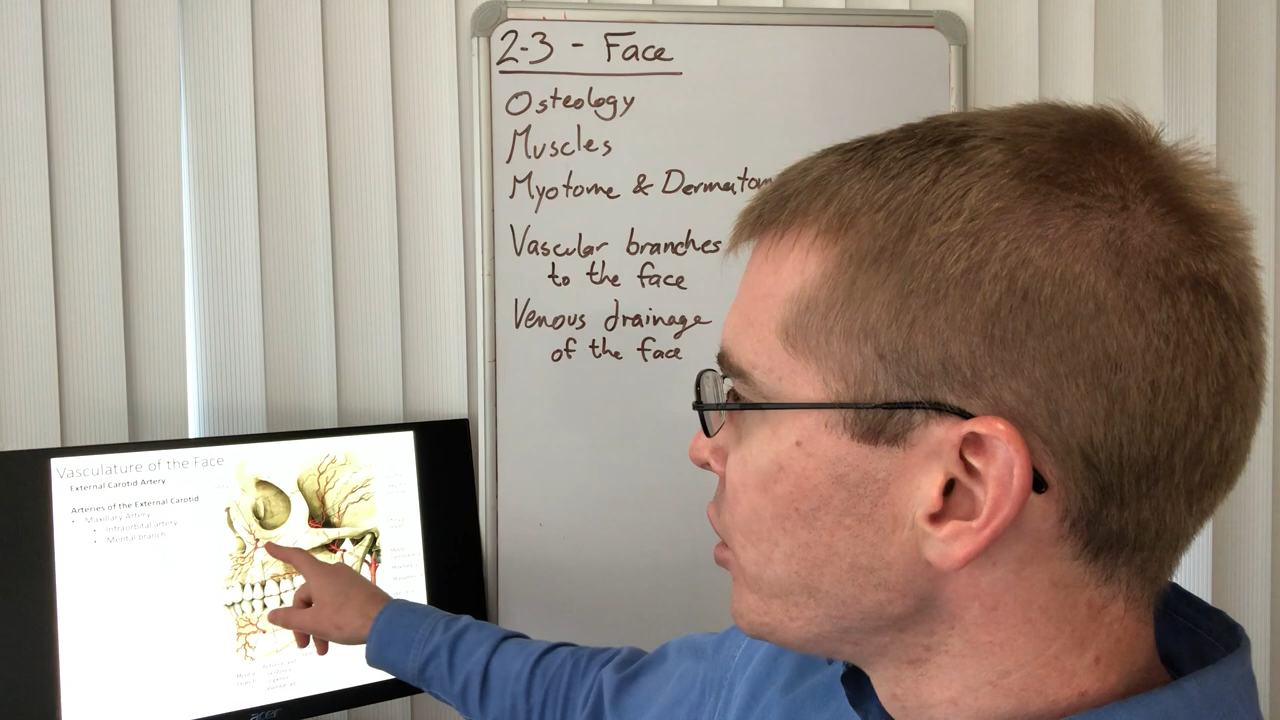 2-3 - Face
Osteology
Muscles
Myotome &
Vascular branches
to the face
Venous drainage
of the face
Vasculature of the Face
External Carotid Artery
Arteries of the External Carotid
• Maxillary Artery
• Infraorbital artery
• Mental branch
acer